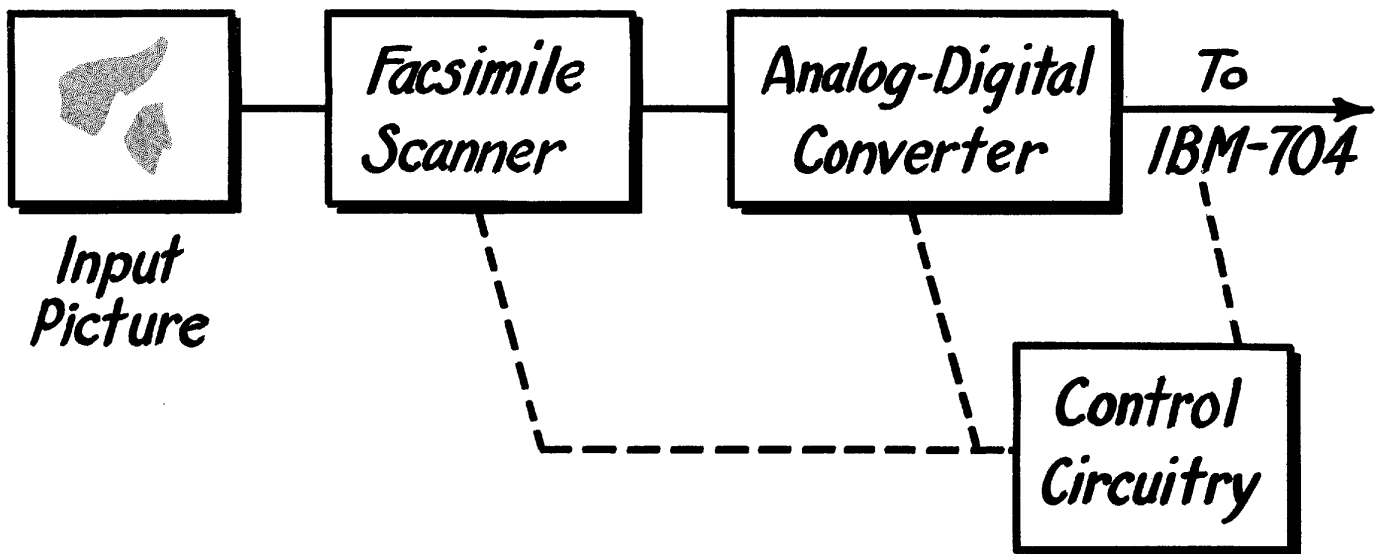 Facsimile
Scanner
Analog-Digital
Converter
To
IBM-704
Input
Picture
Control
Circuitry